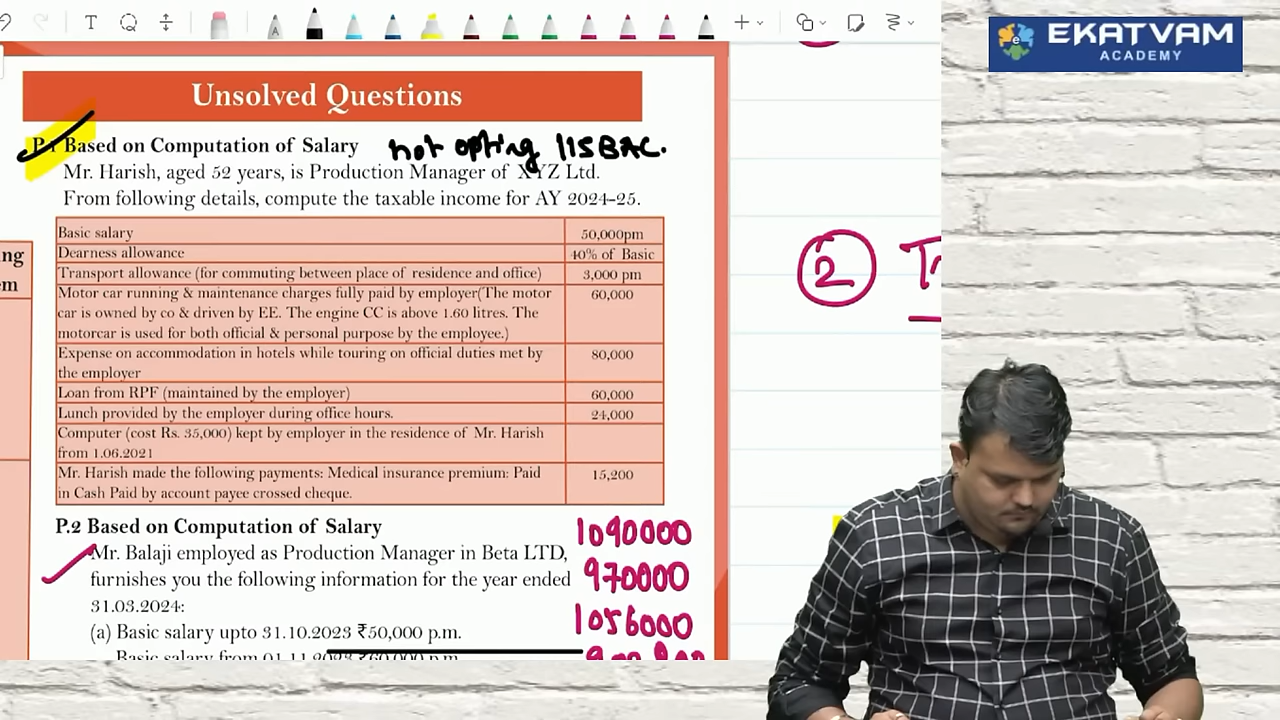 T
A
EKATVAM
ACADEMY
Unsolved Questions
P.1 Based on Computation of Salary not opting 115BAC.
Mr. Harish, aged 52 years, is Production Manager of XYZ Ltd.
From following details, compute the taxable income for AY 2024-25.
Basic salary 50,000pm
Dearness allowance 40% of Basic
Transport allowance (for commuting between place of residence and office) 3,000 pm
Motor car running & maintenance charges fully paid by employer(The motor 60,000
car is owned by co & driven by EE. The engine CC is above 1.60 litres. The
motorcar is used for both official & personal purpose by the employee.)
Expense on accommodation in hotels while touring on official duties met by 80,000
the employer
Loan from RPF (maintained by the employer) 60,000
Lunch provided by the employer during office hours. 24,000
Computer (cost Rs. 35,000) kept by employer in the residence of Mr. Harish
from 1.06.2021
Mr. Harish made the following payments: Medical insurance premium: Paid 15,200
in Cash Paid by account payee crossed cheque.
P.2 Based on Computation of Salary 1090000
Mr. Balaji employed as Production Manager in Beta LTD,
furnishes you the following information for the year ended 970000
31.03.2024:
(a) Basic salary upto 31.10.2023 ₹50,000 p.m. 1056000
Basic salary from 01.11.2023 ₹60,000 p.m.
ng
m
2